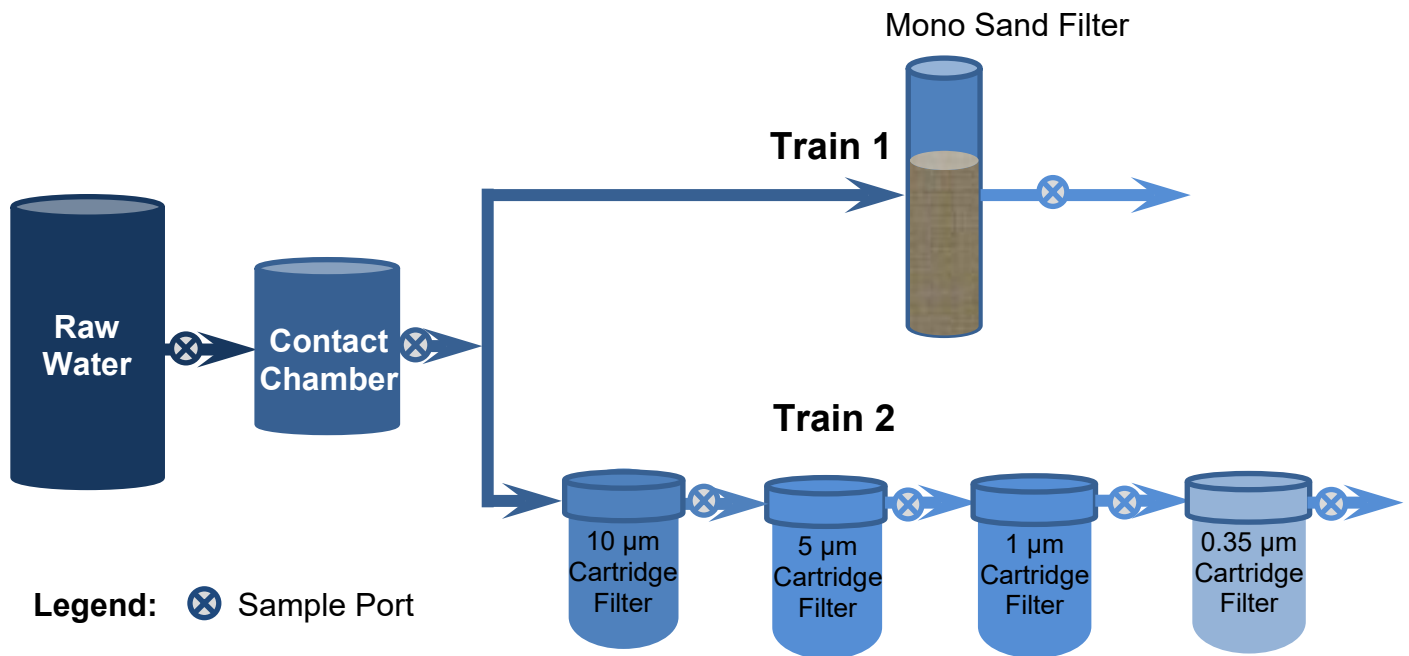 Mono Sand Filter
Train 1
Raw
Water
Contact
Chamber
Train 2
10 µm
Cartridge
Filter
5 µm
Cartridge
Filter
1 µm
Cartridge
Filter
0.35 µm
Cartridge
Filter
Legend: Sample Port